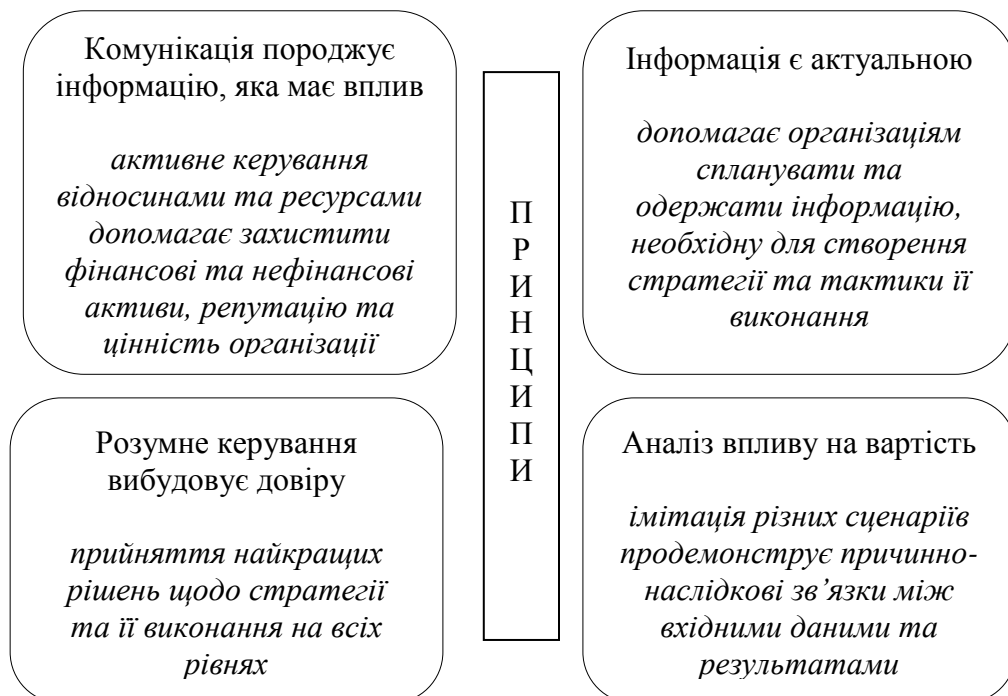 Комунікація породжує
інформацію, яка має вплив
активне керування
відносинами та ресурсами
допомагає захистити
фінансові та нефінансові
активи, репутацію та
цінність організації
Розумне керування
вибудовує довіру
прийняття найкращих
рішень щодо стратегії
та її виконання на всіх
рівнях
П
Р
И
Н
Ц
И
П
И
Інформація є актуальною
допомагає організаціям
спланувати та
одержати інформацію,
необхідну для створення
стратегії та тактики її
виконання
Аналіз впливу на вартість
імітація різних сценаріїв
продемонструє причинно-
наслідкові зв’язки між
вхідними даними та
результатами